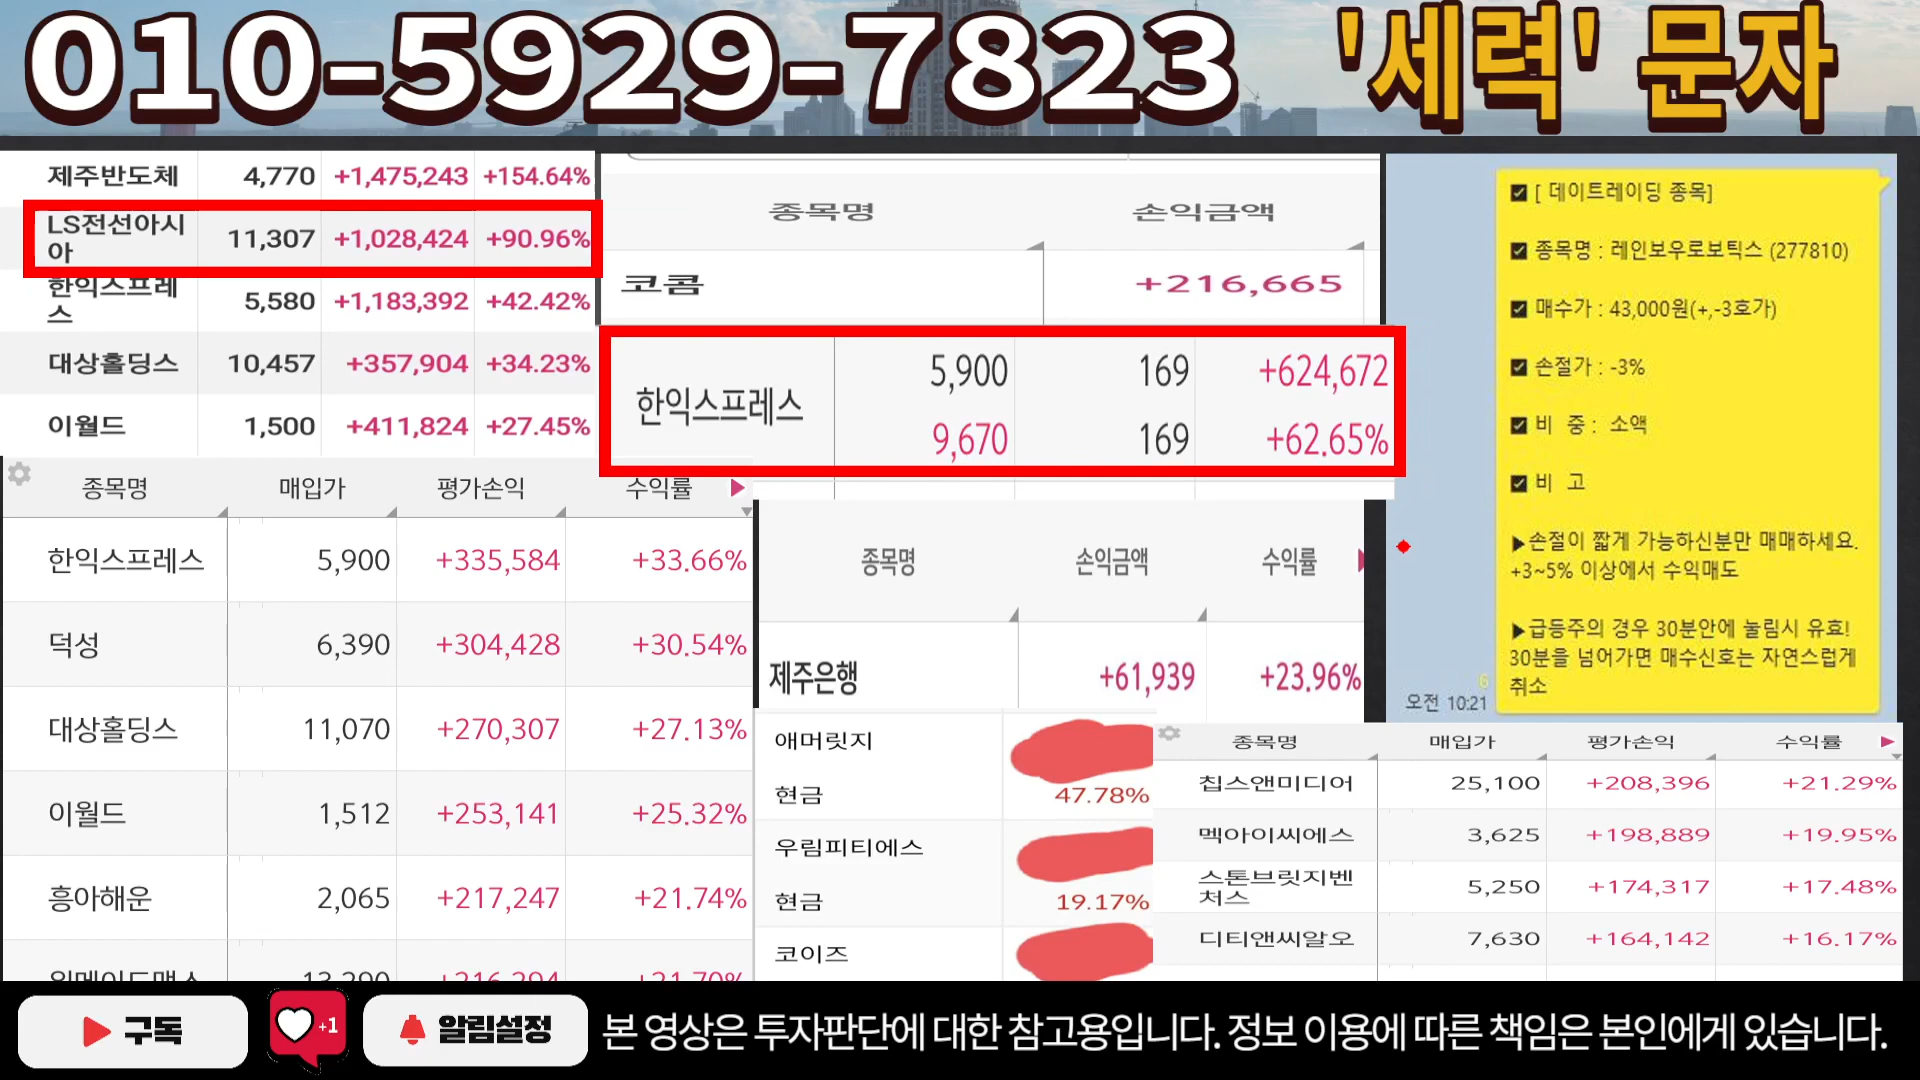 010-5929-7823 '세력' 문자
제주반도체 4,770 +1,475,243 +154.64%
LS전선아시아 11,307 +1,028,424 +90.96%
한익스프레스 5,580 +1,183,392 +42.42%
대상홀딩스 10,457 +357,904 +34.23%
이월드 1,500 +411,824 +27.45%
종목명 매입가 평가손익 수익률
한익스프레스 5,900 +335,584 +33.66%
덕성 6,390 +304,428 +30.54%
대상홀딩스 11,070 +270,307 +27.13%
이월드 1,512 +253,141 +25.32%
흥아해운 2,065 +217,247 +21.74%
종목명 손익금액
코콤 +216,665
한익스프레스 5,900 169 +624,672
9,670 169 +62.65%
종목명 손익금액 수익률
제주은행 +61,939 +23.96%
애머릿지
현금 47.78%
우림피티에스
현금 19.17%
코이즈
☑ [ 데이트레이딩 종목]
☑ 종목명 : 레인보우로보틱스 (277810)
☑ 매수가 : 43,000원(+,-3호가)
☑ 손절가 : -3%
☑ 비 중 : 소액
☑ 비 고
▶손절이 짧게 가능하신분만 매매하세요.
+3~5% 이상에서 수익매도
▶급등주의 경우 30분안에 눌림시 유효!
30분을 넘어가면 매수신호는 자연스럽게
취소
6
오전 10:21
종목명 매입가 평가손익 수익률
칩스앤미디어 25,100 +208,396 +21.29%
멕아이씨에스 3,625 +198,889 +19.95%
스톤브릿지벤처스 5,250 +174,317 +17.48%
디티앤씨알오 7,630 +164,142 +16.17%
구독 +1 알림설정 본 영상은 투자판단에 대한 참고용입니다. 정보 이용에 따른 책임은 본인에게 있습니다.